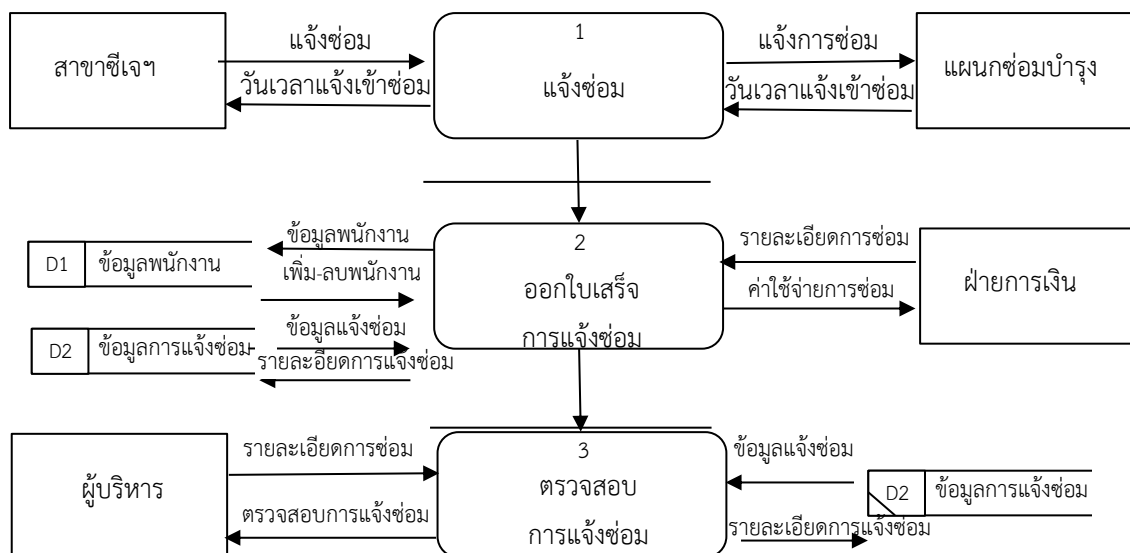 1
แจ้งซ่อม
แจ้งการซ่อม
สาขาซีเจฯ
แจ้งซ่อม
แผนกซ่อมบำรุง
วันเวลาแจ้งเข้าซ่อม
วันเวลาแจ้งเข้าซ่อม
2
ข้อมูลพนักงาน
รายละเอียดการซ่อม
D1 ข้อมูลพนักงาน
เพิ่ม-ลบพนักงาน
ออกใบเสร็จ
การแจ้งซ่อม
ค่าใช้จ่ายการซ่อม
ฝ่ายการเงิน
ข้อมูลแจ้งซ่อม
D2 ข้อมูลการแจ้งซ่อม
รายละอียดการแจ้งซ่อม
3
รายละเอียดการซ่อม
ข้อมูลแจ้งซ่อม
ผู้บริหาร
ตรวจสอบ
การแจ้งซ่อม
D2 ข้อมูลการแจ้งซ่อม
ตรวจสอบการแจ้งซ่อม
รายละเอียดการแจ้งซ่อม